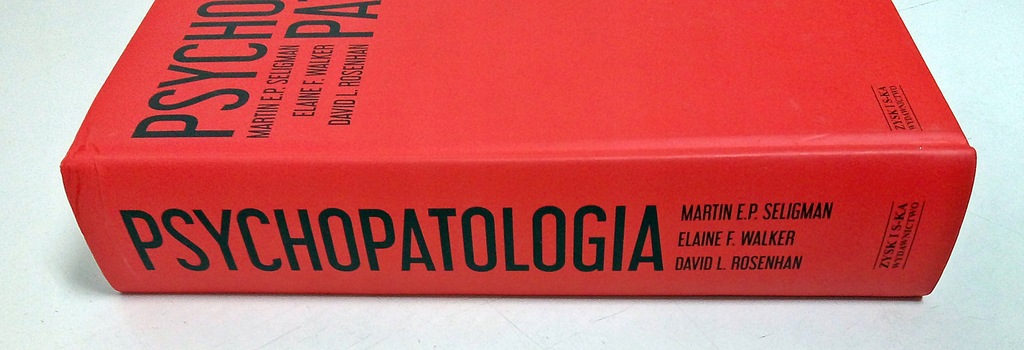 PSYCHO
PA
MARTIN E.P. SELIGMAN
ELAINE F. WALKER
DAVID L. ROSENHAN
ZYSK I S-KA
WYDAWNICTWO
PSYCHOPATOLOGIA
MARTIN E.P. SELIGMAN
ELAINE F. WALKER
DAVID L. ROSENHAN
ZYSK I S-KA
WYDAWNICTWO